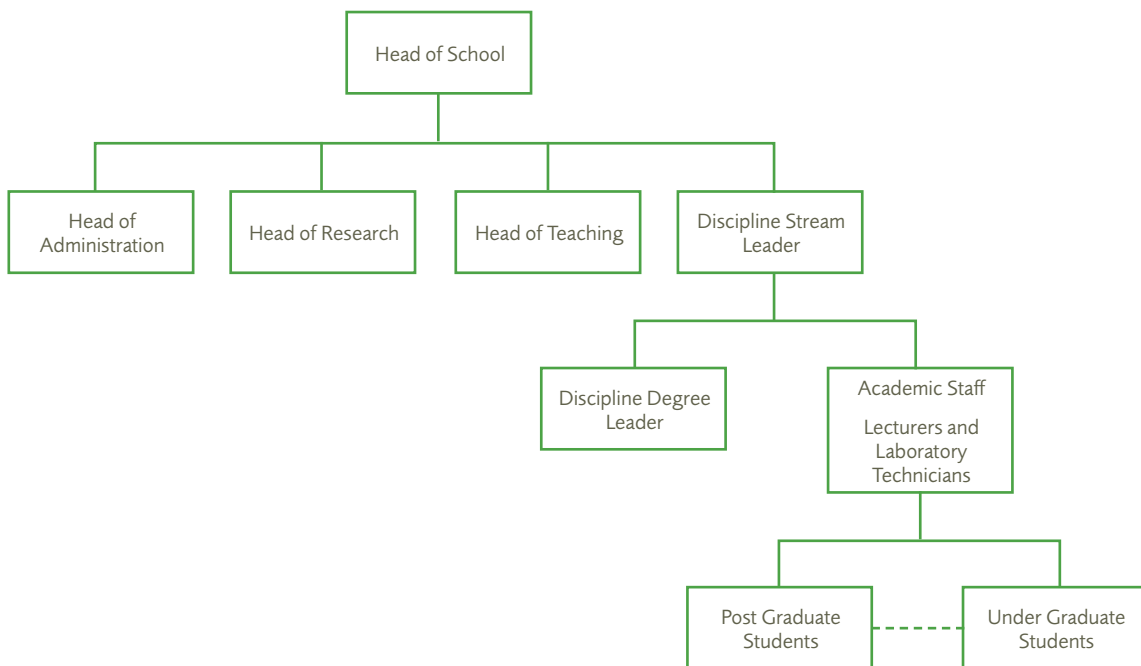 Head of School
Head of
Administration
Head of Research
Head of Teaching
Discipline Stream
Leader
Discipline Degree
Leader
Academic Staff
Lecturers and
Laboratory
Technicians
Post Graduate
Students
Under Graduate
Students